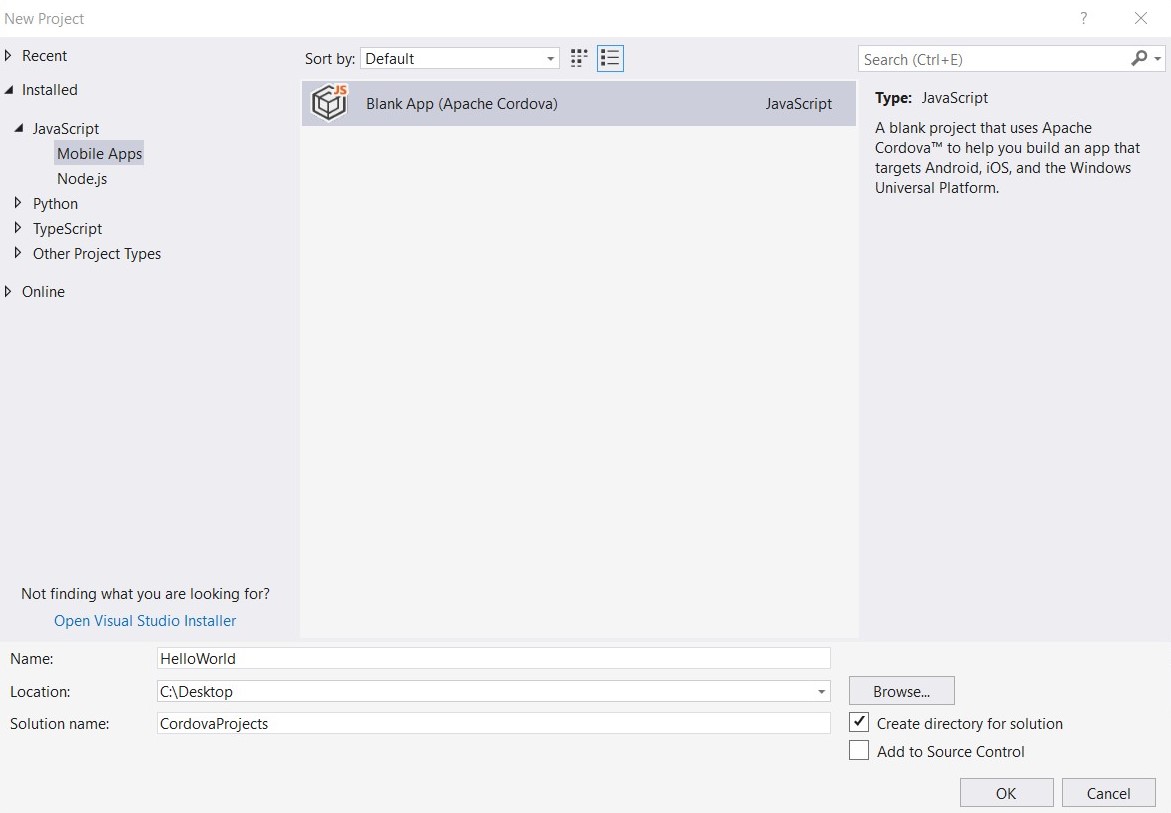 New Project
?
Recent
Installed
JavaScript
Mobile Apps
Node.js
Python
TypeScript
Other Project Types
Online
Not finding what you are looking for?
Open Visual Studio Installer
Sort by: Default
JS Blank App (Apache Cordova) JavaScript
Search (Ctrl+E)
Type: JavaScript
A blank project that uses Apache
Cordova™ to help you build an app that
targets Android, iOS, and the Windows
Universal Platform.
Name: HelloWorld
Location: C:\Desktop Browse...
Solution name: CordovaProjects
Create directory for solution
Add to Source Control
OK Cancel